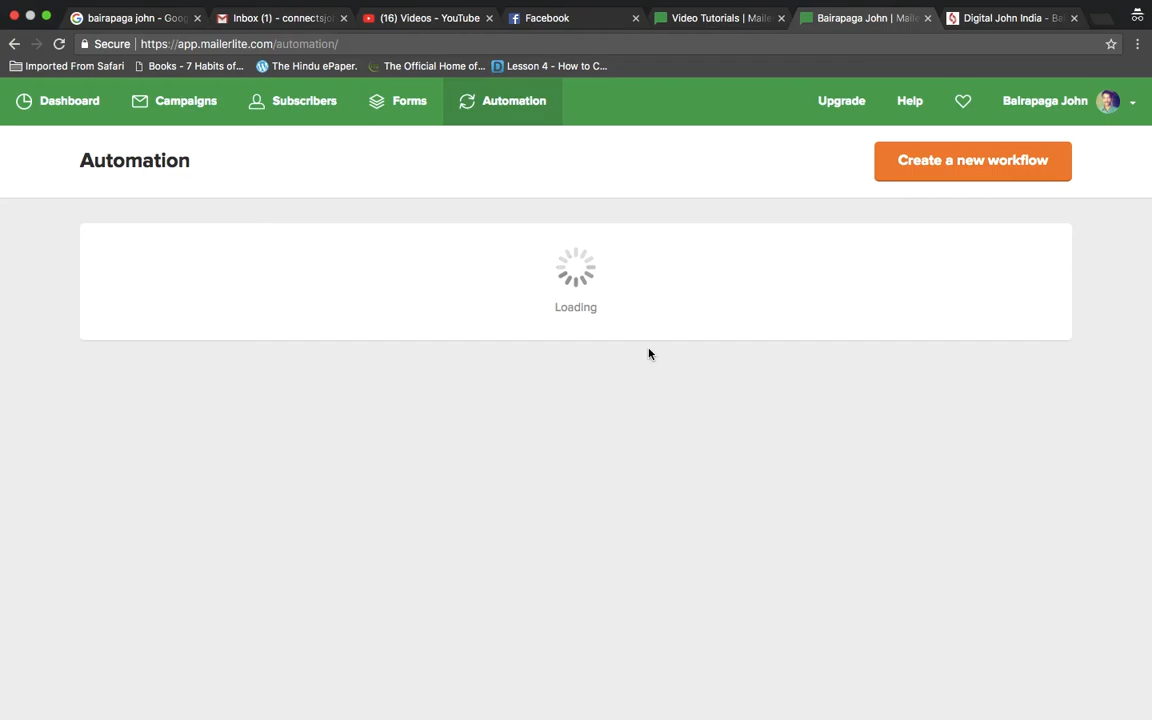 bairapaga john - Goo
Inbox (1) - connectsjo
(16) Videos - YouTube
Facebook
Video Tutorials | Maile
Bairapaga John | Maile
Digital John India - Ba
Secure | https://app.mailerlite.com/automation/
Imported From Safari
Books - 7 Habits of...
The Hindu ePaper.
The Official Home of...
Lesson 4 - How to C...
Dashboard
Campaigns
Subscribers
Forms
Automation
Upgrade
Help
Bairapaga John
Automation
Create a new workflow
Loading